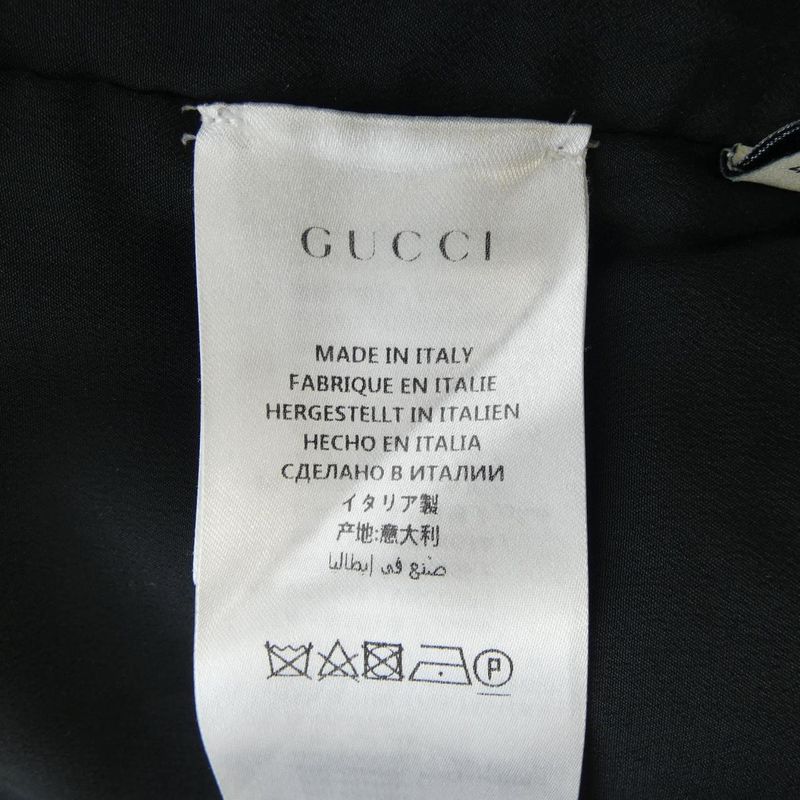 GUCCI
MADE IN ITALY
FABRIQUE EN ITALIE
HERGESTELLT IN ITALIEN
HECHO EN ITALIA
СДЕЛАНО В ИТАЛИИ
イタリア製
产地:意大利
صنع في إيطاليا
P